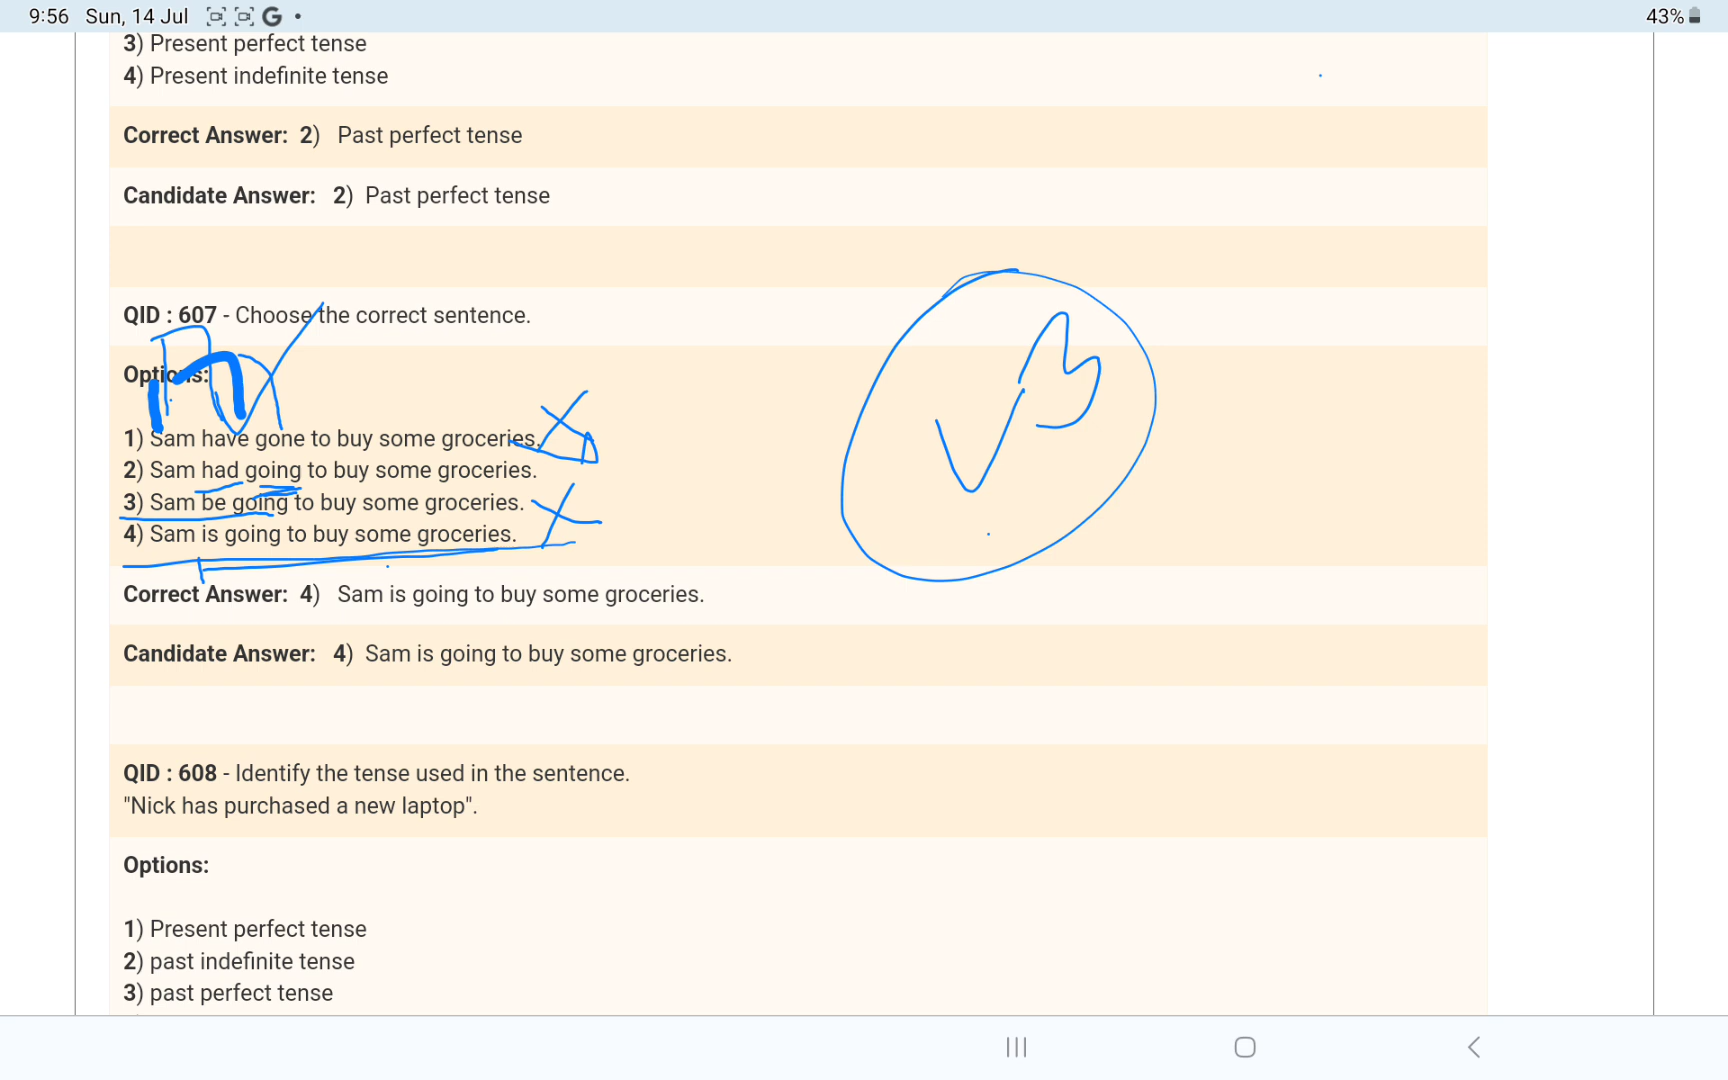 9:56 Sun, 14 Jul G 43%
3) Present perfect tense
4) Present indefinite tense
Correct Answer: 2) Past perfect tense
Candidate Answer: 2) Past perfect tense
QID : 607 - Choose the correct sentence.
Options:
1) Sam have gone to buy some groceries.
2) Sam had going to buy some groceries.
3) Sam be going to buy some groceries.
4) Sam is going to buy some groceries.
V3
Correct Answer: 4) Sam is going to buy some groceries.
Candidate Answer: 4) Sam is going to buy some groceries.
QID : 608 - Identify the tense used in the sentence.
"Nick has purchased a new laptop".
Options:
1) Present perfect tense
2) past indefinite tense
3) past perfect tense